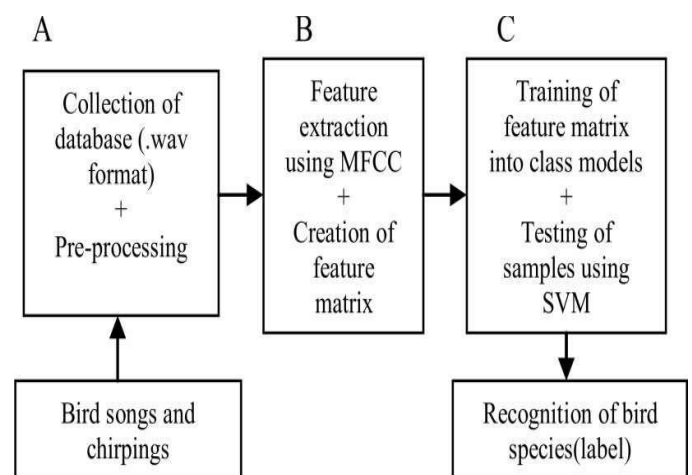 A
B
C
Collection of
database (.wav
format)
+
Pre-processing
Feature
extraction
using MFCC
+
Creation of
feature
matrix
Training of
feature matrix
into class models
+
Testing of
samples using
SVM
Bird songs and
chirpings
Recognition of bird
species(label)